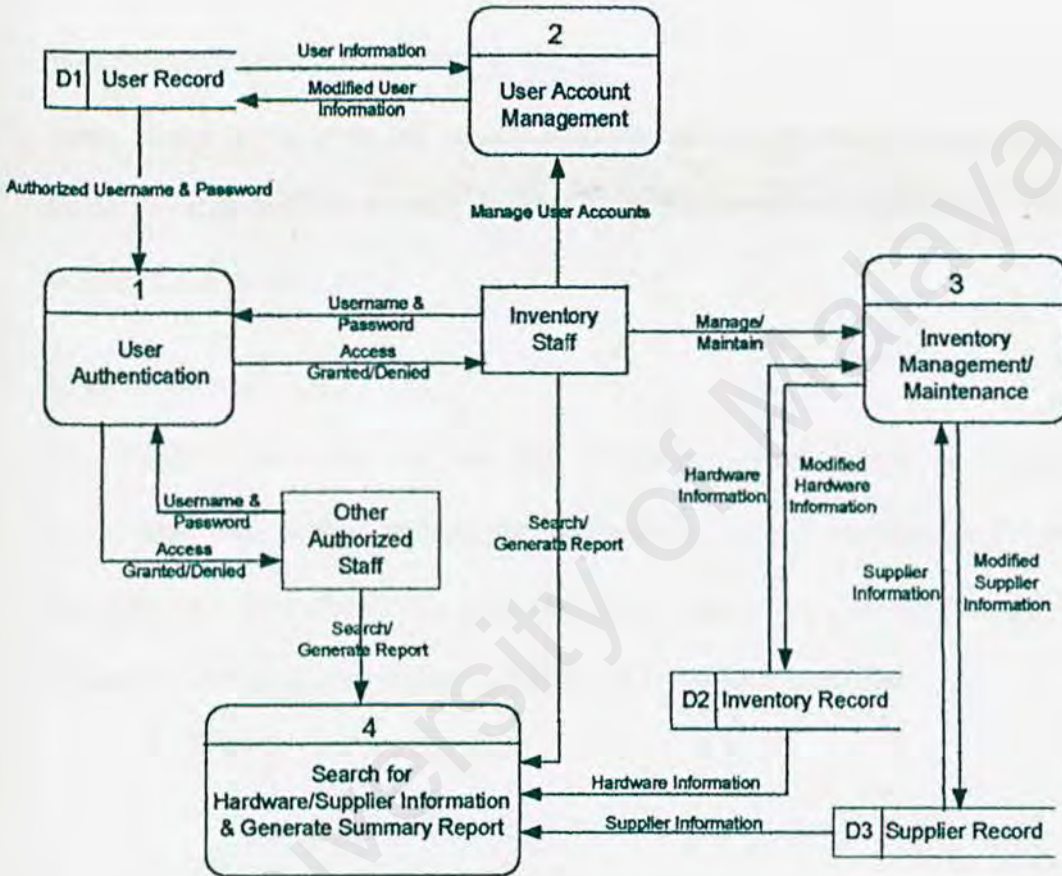 2
User Account
Management
D1 User Record
User Information
Modified User
Information
Authorized Username & Password
Manage User Accounts
1
User
Authentication
Username &
Password
Access
Granted/Denied
Inventory
Staff
Manage/
Maintain
3
Inventory
Management/
Maintenance
Username &
Password
Access
Granted/Denied
Other
Authorized
Staff
Search/
Generate Report
Search/
Generate Report
Hardware
Information
Modified
Hardware
Information
Supplier
Information
Modified
Supplier
Information
D2 Inventory Record
4
Search for
Hardware/Supplier Information
& Generate Summary Report
Hardware Information
Supplier Information
D3 Supplier Record
University of Malaya